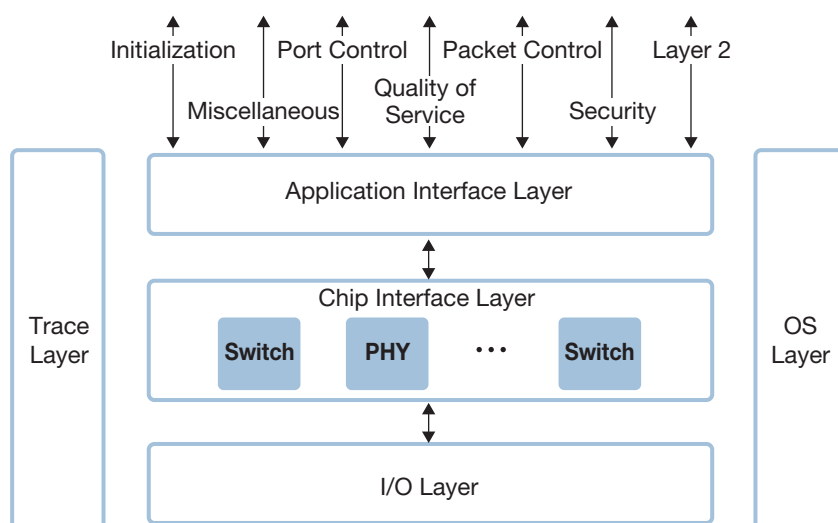 Initialization
Port Control
Packet Control
Layer 2
Miscellaneous
Quality of
Service
Security
Application Interface Layer
Chip Interface Layer
Trace
Layer
Switch
PHY
...
Switch
OS
Layer
I/O Layer